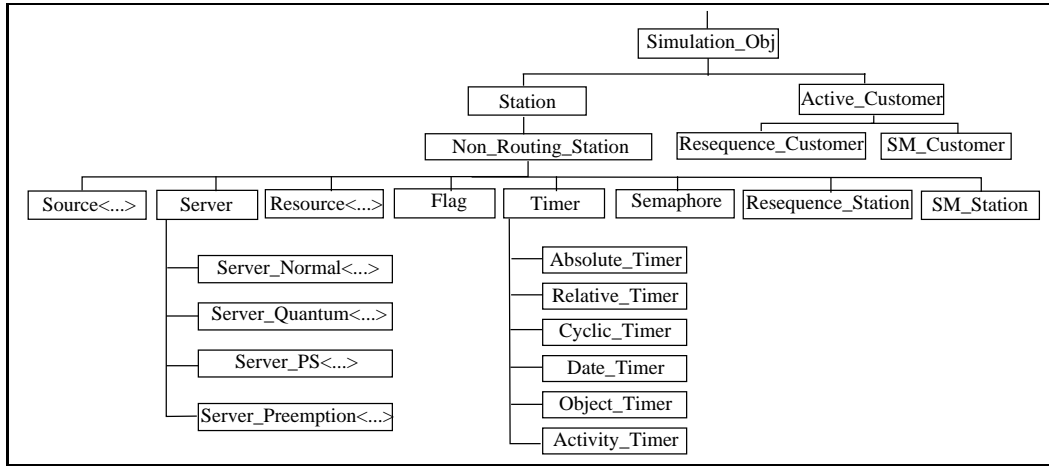 Simulation_Obj
Station
Active_Customer
Non_Routing_Station
Resequence_Customer
SM_Customer
Source<...>
Server
Resource<...>
Flag
Timer
Semaphore
Resequence_Station
SM_Station
Server_Normal<...>
Server_Quantum<...>
Server_PS<...>
Server_Preemption<...>
Absolute_Timer
Relative_Timer
Cyclic_Timer
Date_Timer
Object_Timer
Activity_Timer